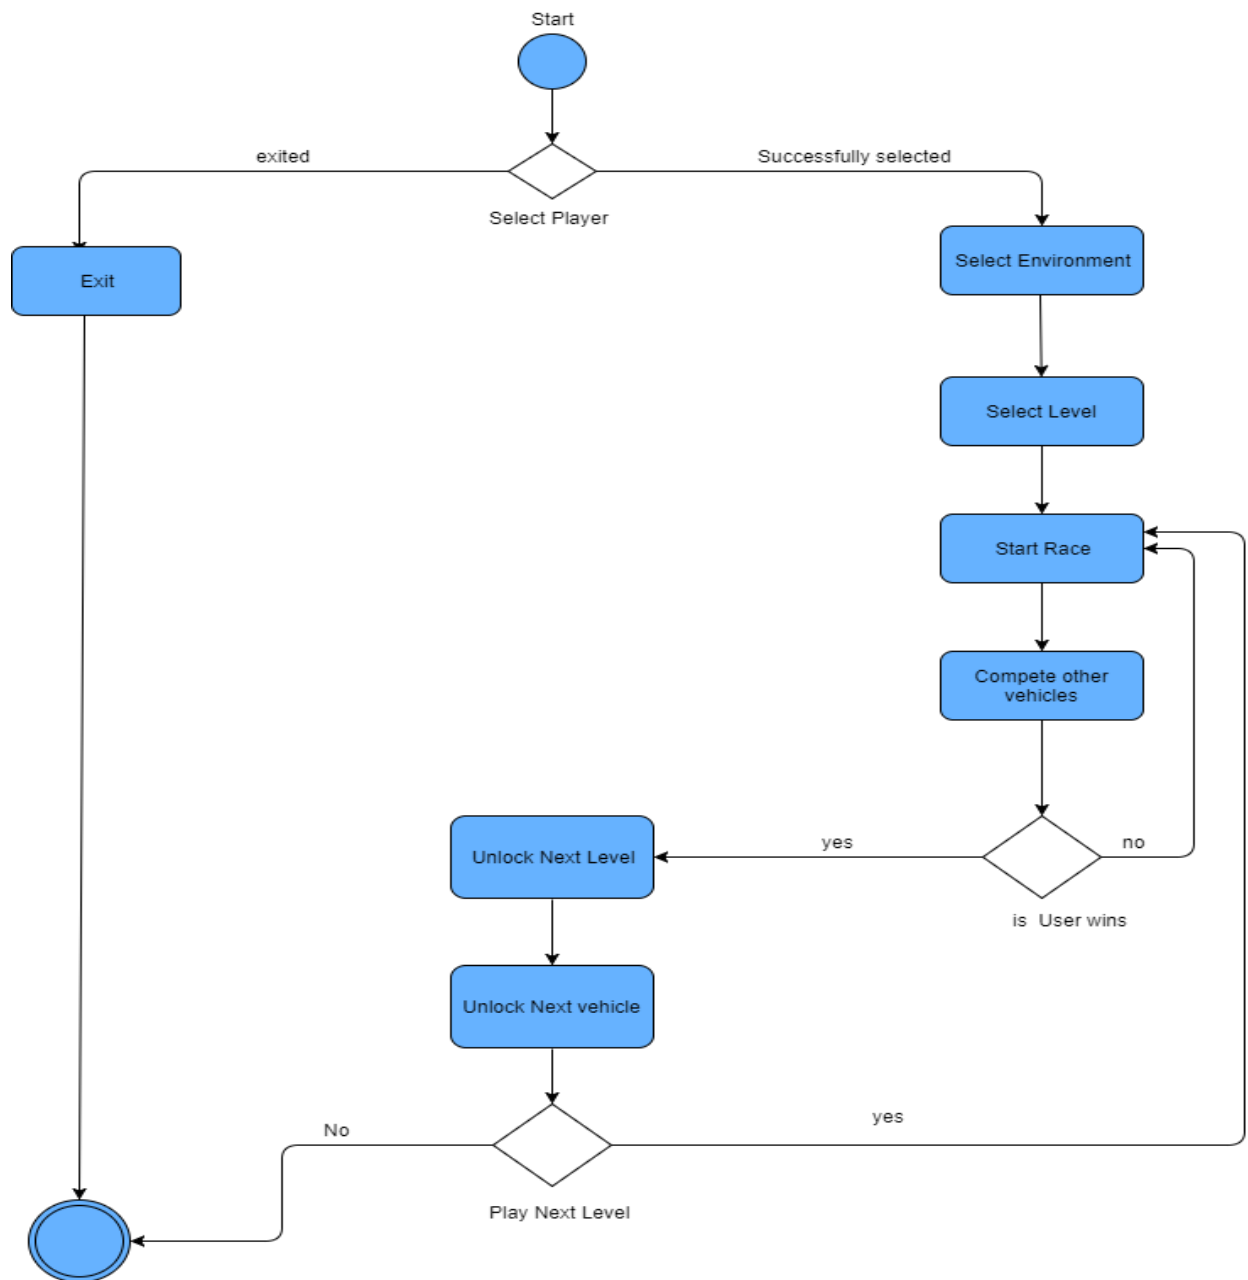 Start
exited
Successfully selected
Select Player
Exit
Select Environment
Select Level
Start Race
Compete other
vehicles
yes
no
Unlock Next Level
is User wins
Unlock Next vehicle
No
yes
Play Next Level